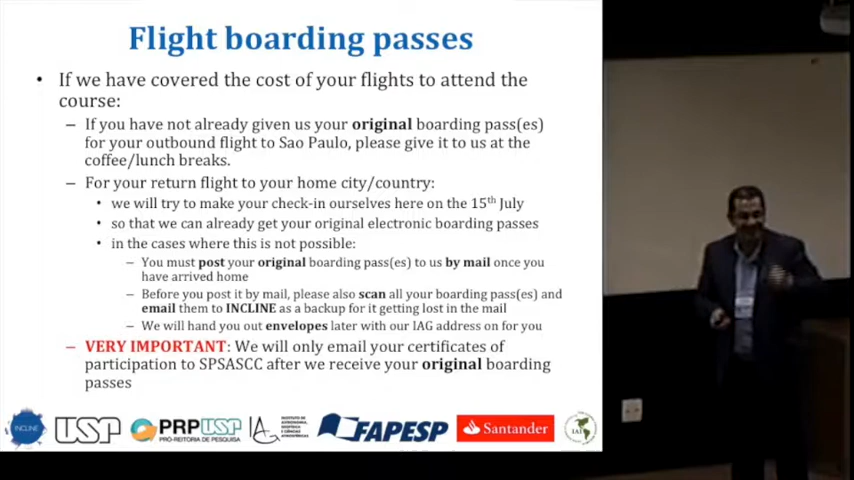 Flight boarding passes
• If we have covered the cost of your flights to attend the
course:
– If you have not already given us your original boarding pass(es)
for your outbound flight to Sao Paulo, please give it to us at the
coffee/lunch breaks.
– For your return flight to your home city/country:
• we will try to make your check-in ourselves here on the 15th July
• so that we can already get your original electronic boarding passes
• in the cases where this is not possible:
– You must post your original boarding pass(es) to us by mail once you
have arrived home
– Before you post it by mail, please also scan all your boarding pass(es) and
email them to INCLINE as a backup for it getting lost in the mail
– We will hand you out envelopes later with our IAG address on for you
– VERY IMPORTANT: We will only email your certificates of
participation to SPSASCC after we receive your original boarding
passes
INCLINE
USP
PRPUSP
PRÓ-REITORIA DE PESQUISA
IAG
INSTITUTO DE
ASTRONOMIA,
GEOFÍSICA E
CIÊNCIAS
ATMOSFÉRICAS
FAPESP
Santander
IAI